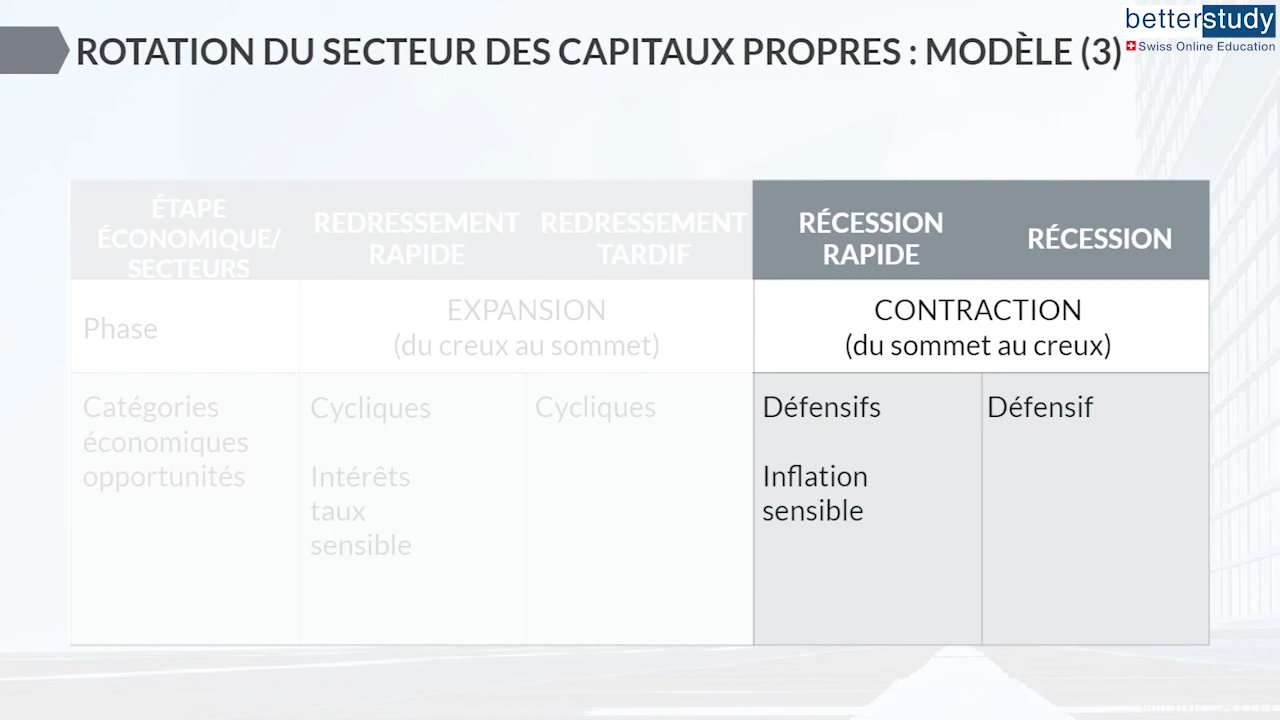 betterstudy
Swiss Online Education
ROTATION DU SECTEUR DES CAPITAUX PROPRES : MODÈLE (3)
ÉTAPE
ÉCONOMIQUE/
SECTEURS
REDRESSEMENT
RAPIDE
REDRESSEMENT
TARDIF
RÉCESSION
RAPIDE
RÉCESSION
Phase
EXPANSION
(du creux au sommet)
CONTRACTION
(du sommet au creux)
Catégories
économiques
opportunités
Cycliques
Intérêts
taux
sensible
Cycliques
Défensifs
Inflation
sensible
Défensif